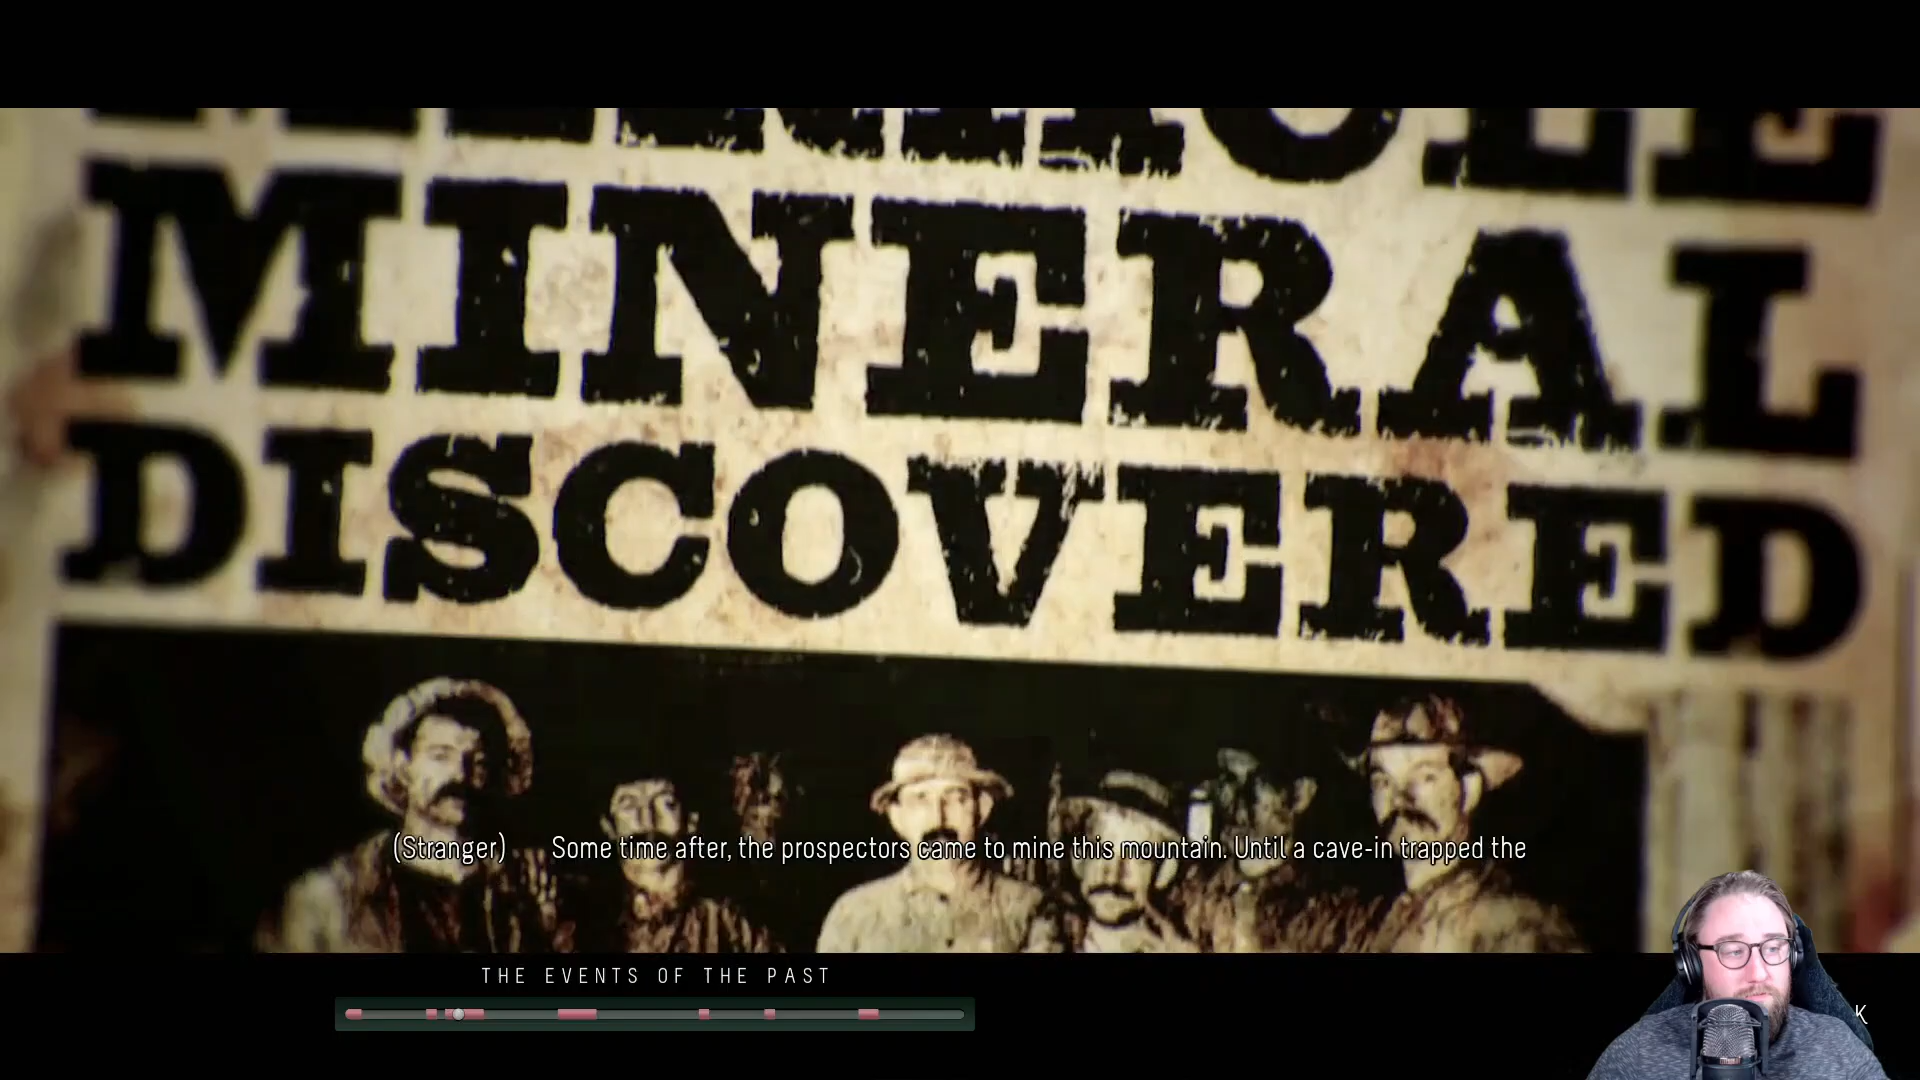 MINERAL
DISCOVERED
(Stranger) Some time after, the prospectors came to mine this mountain. Until a cave-in trapped the
THE EVENTS OF THE PAST
K